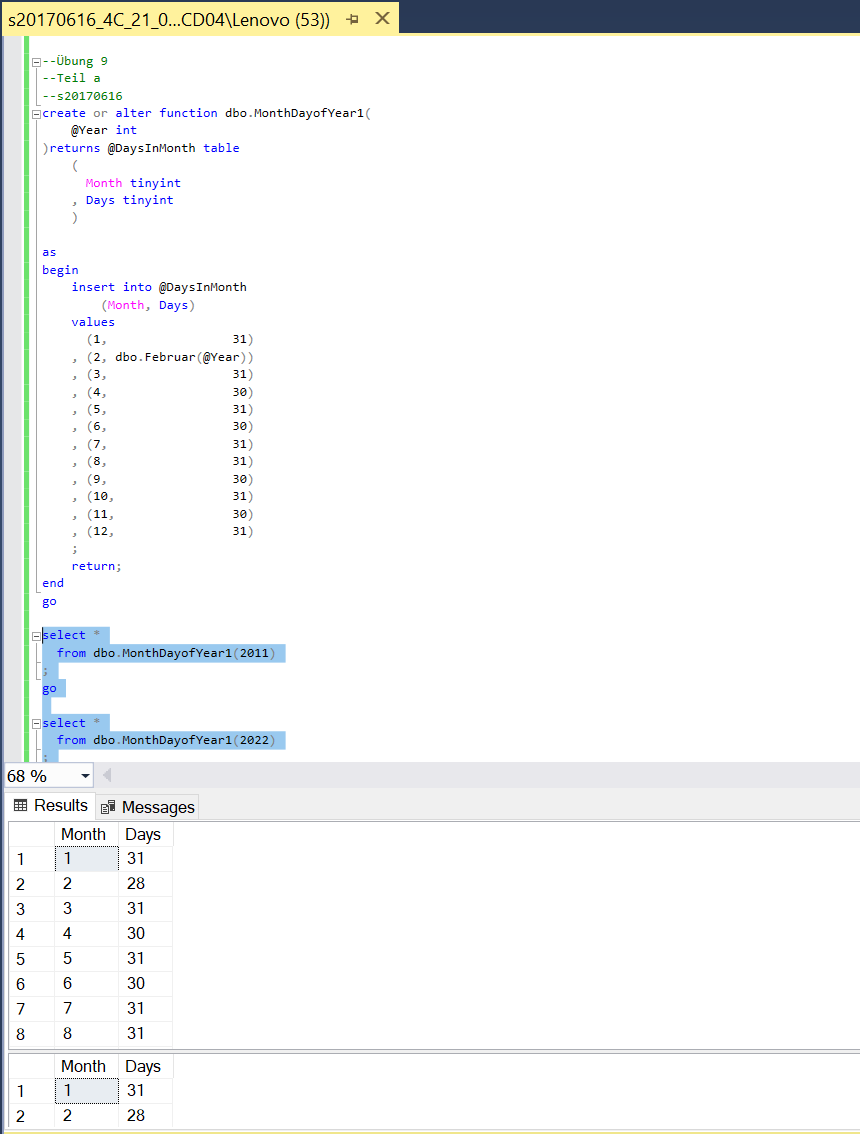 s20170616_4C_21_0...CD04\Lenovo (53))
--Übung 9
--Teil a
--s20170616
create or alter function dbo.MonthDayofYear1(
@Year int
)returns @DaysInMonth table
(
Month tinyint
, Days tinyint
)
as
begin
insert into @DaysInMonth
(Month, Days)
values
(1, 31)
, (2, dbo.Februar(@Year))
, (3, 31)
, (4, 30)
, (5, 31)
, (6, 30)
, (7, 31)
, (8, 31)
, (9, 30)
, (10, 31)
, (11, 30)
, (12, 31)
;
return;
end
go
select *
from dbo.MonthDayofYear1(2011)
;
go
select *
from dbo.MonthDayofYear1(2022)
;
68 %
Results Messages
Month Days
1 1 31
2 2 28
3 3 31
4 4 30
5 5 31
6 6 30
7 7 31
8 8 31
Month Days
1 1 31
2 2 28